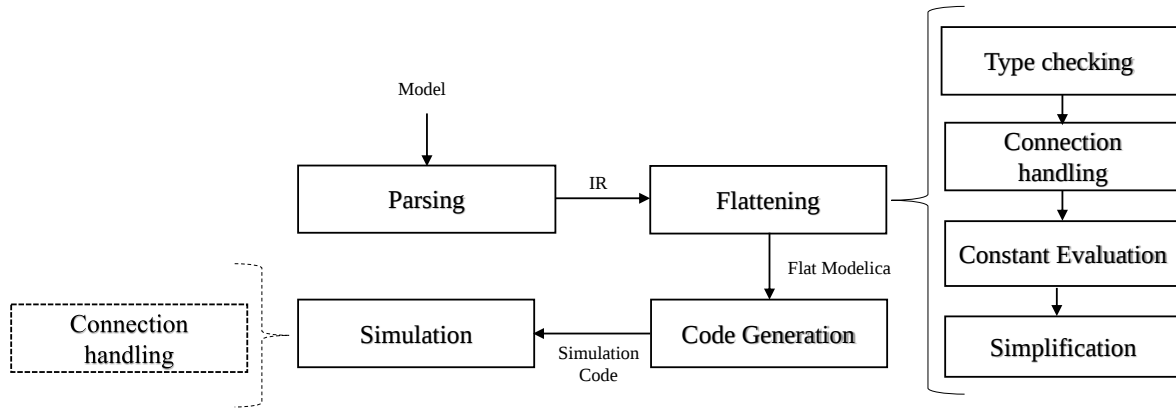 Model
Parsing
IR
Flattening
Type checking
Connection
handling
Constant Evaluation
Simplification
Flat Modelica
Code Generation
Simulation
Code
Simulation
Connection
handling